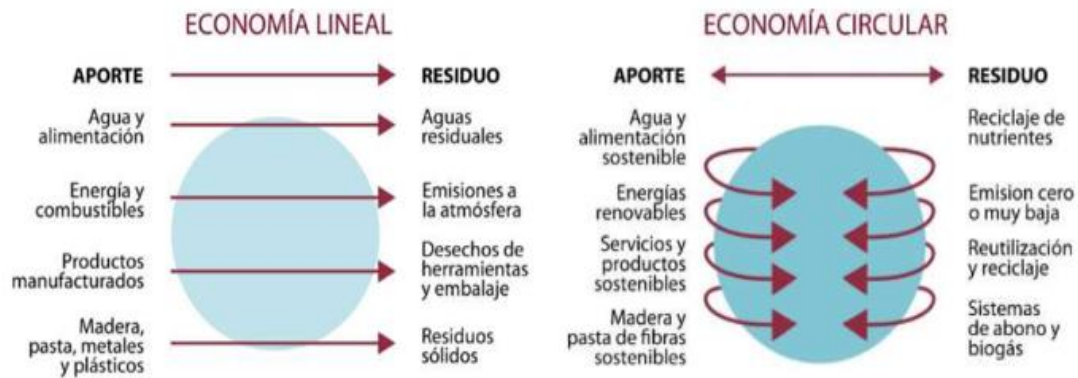 ECONOMÍA LINEAL
APORTE
RESIDUO
Agua y
alimentación
Aguas
residuales
Energía y
combustibles
Emisiones a
la atmósfera
Productos
manufacturados
Desechos de
herramientas
y embalaje
Madera,
pasta, metales
y plásticos
Residuos
sólidos
ECONOMÍA CIRCULAR
APORTE
RESIDUO
Agua y
alimentación
sostenible
Reciclaje de
nutrientes
Energías
renovables
Emision cero
o muy baja
Servicios y
productos
sostenibles
Reutilización
y reciclaje
Madera y
pasta de fibras
sostenibles
Sistemas
de abono y
biogás